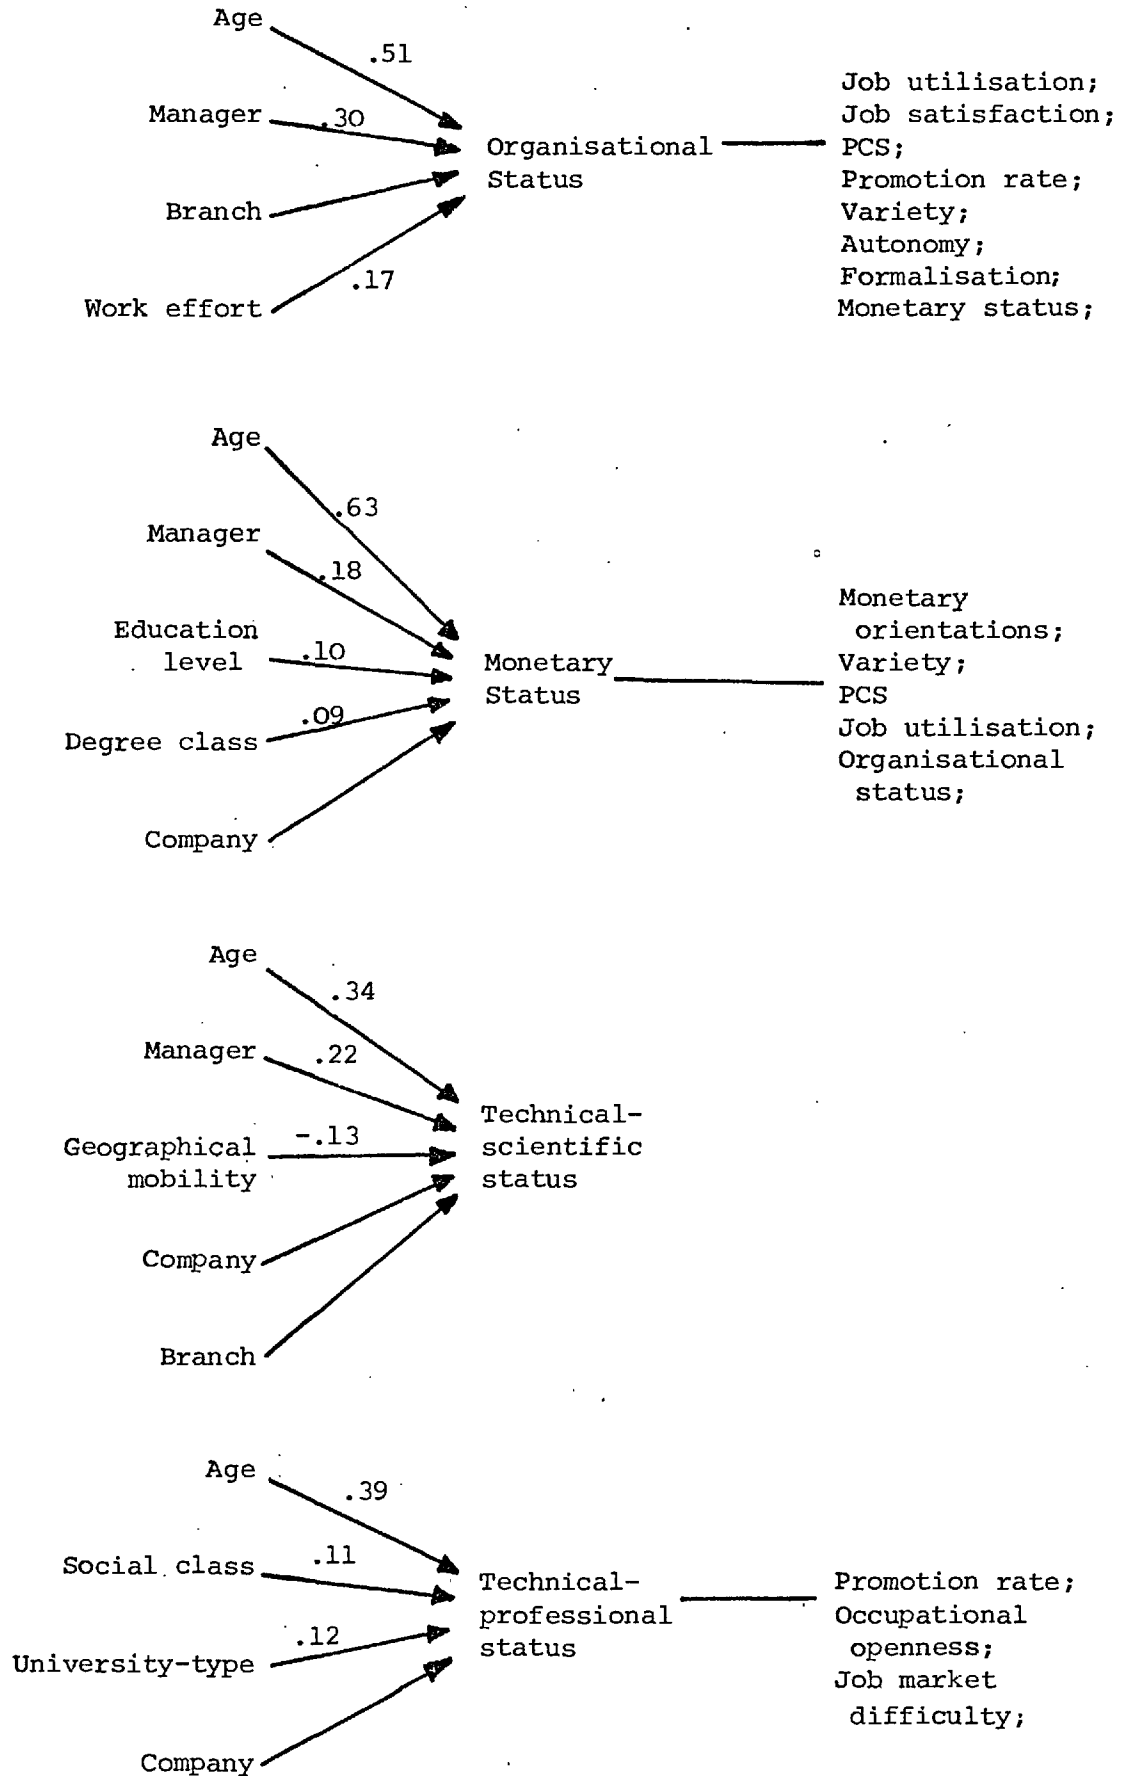 Age
.51
Job utilisation;
Manager
.30
Job satisfaction;
Organisational
PCS;
Status
Promotion rate;
Branch
Variety;
Autonomy;
.17
Formalisation;
Work effort
Monetary status;
Age
.63
Manager
.18
Monetary
orientations;
Education
level
.10
Monetary
Variety;
Status
PCS
.09
Degree class
Job utilisation;
Organisational
status;
Company
Age
.34
Manager
.22
Technical-
Geographical
-.13
scientific
mobility
status
Company
Branch
Age
.39
Social class
.11
Technical-
Promotion rate;
professional
Occupational
.12
status
openness;
University-type
Job market
difficulty;
Company